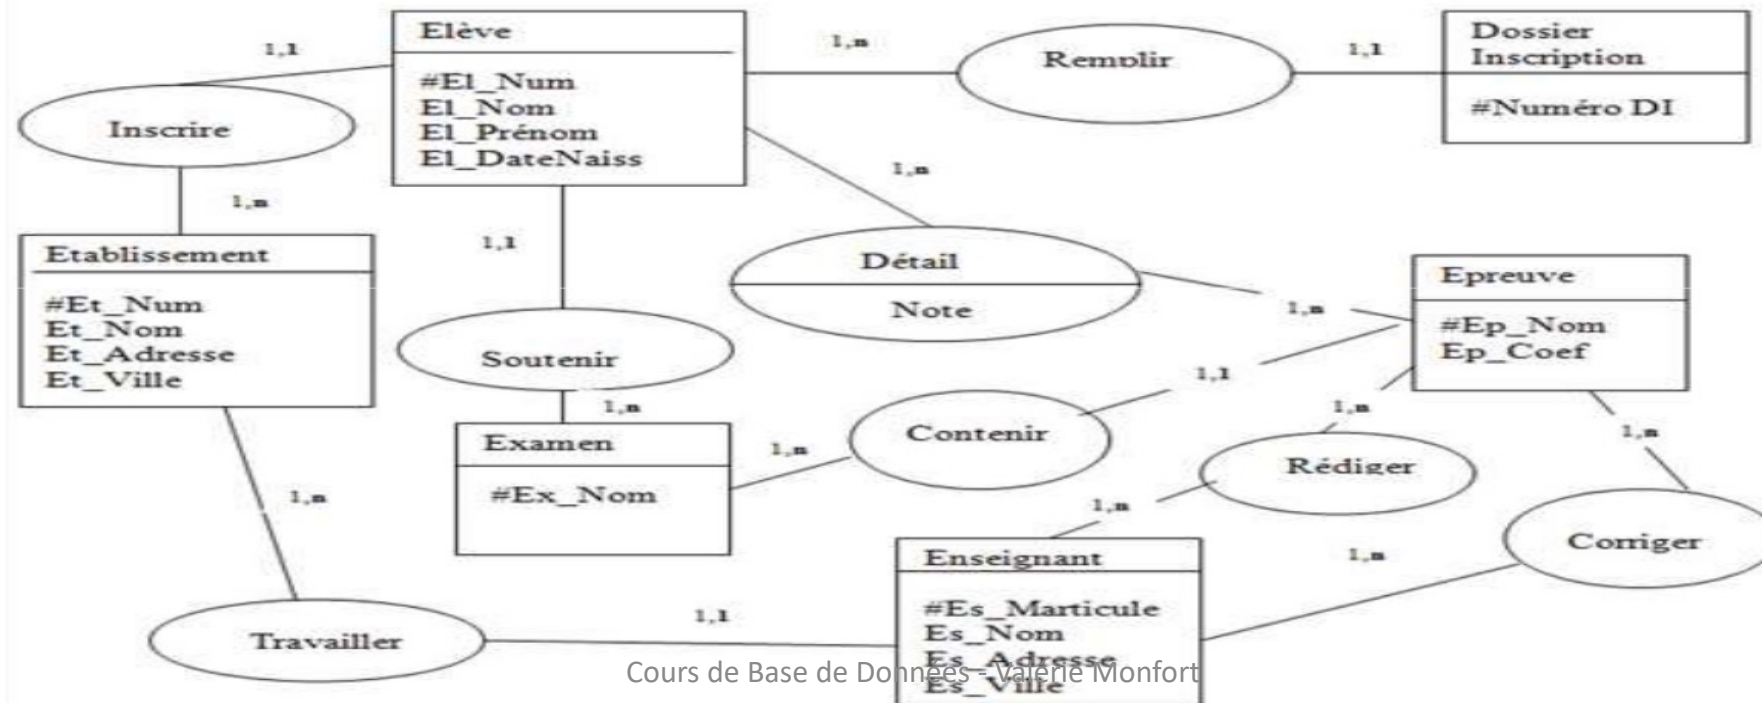 Elève
#El_Num
El_Nom
El_Prénom
El_DateNaiss
1,n
Remplir
1,1
Dossier
Inscription
#Numéro DI
1,1
Inscrire
1,n
Etablissement
#Et_Num
Et_Nom
Et_Adresse
Et_Ville
1,1
Soutenir
1,n
Examen
#Ex_Nom
1,n
Détail
Note
1,n
Epreuve
#Ep_Nom
Ep_Coef
1,1
Contenir
1,n
1,n
Rédiger
1,n
1,n
Corriger
1,n
Enseignant
#Es_Marticule
Es_Nom
Es_Adresse
Es_Ville
1,n
Travailler
1,1
Cours de Base de Données - Valérie Monfort